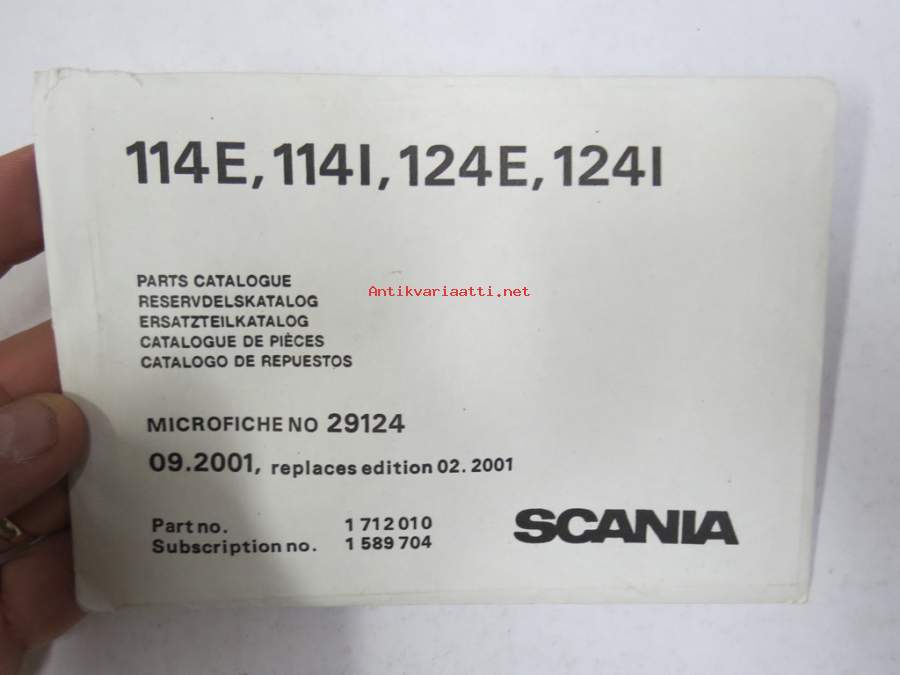 114E, 114I, 124E, 124I
PARTS CATALOGUE
RESERVDELSKATALOG
ERSATZTEILKATALOG
CATALOGUE DE PIÈCES
CATALOGO DE REPUESTOS
Antikvariaatti.net
MICROFICHE NO 29124
09.2001, replaces edition 02. 2001
Part no. 1 712 010
Subscription no. 1 589 704
SCANIA